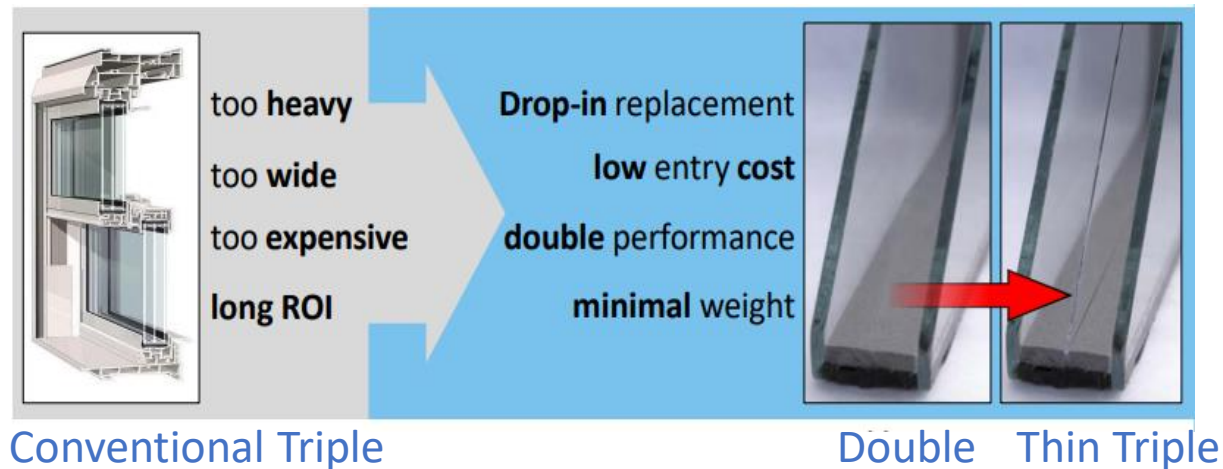 too heavy
too wide
too expensive
long ROI
Drop-in replacement
low entry cost
double performance
minimal weight
Conventional Triple
Double
Thin Triple